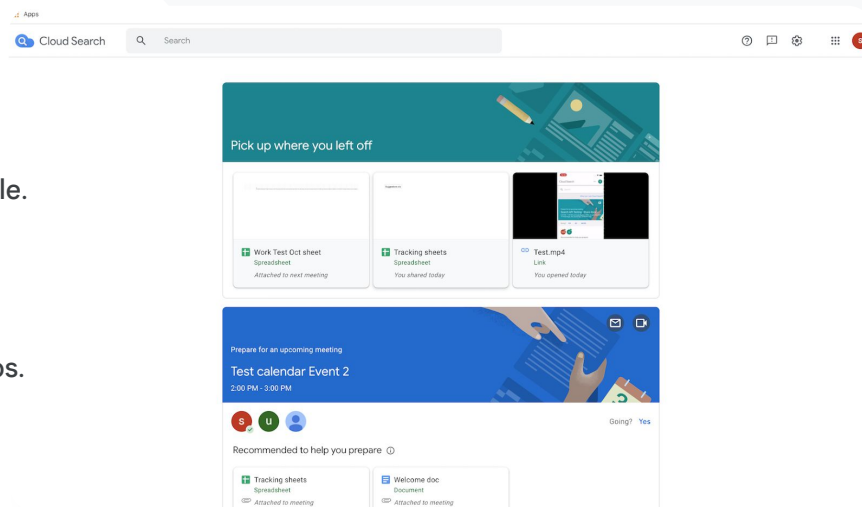 Apps
Cloud Search
Search
S
le.
os.
Pick up where you left off
Work Test Oct sheet
Spreadsheet
Attached to next meeting
Tracking sheets
Spreadsheet
You shared today
Test.mp4
Link
You opened today
Prepare for an upcoming meeting
Test calendar Event 2
2:00 PM - 3:00 PM
S U
Going? Yes
Recommended to help you prepare
Tracking sheets
Spreadsheet
Attached to meeting
Welcome doc
Document
Attached to meeting